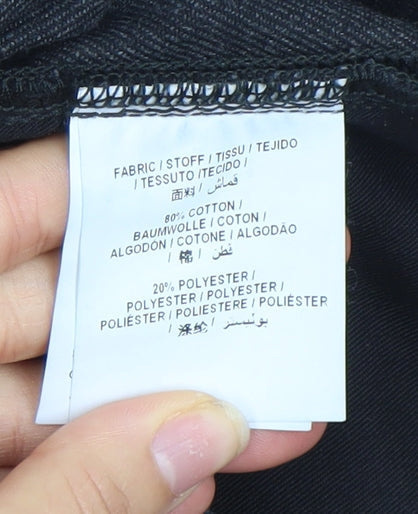 FABRIC / STOFF / TISSU / TEJIDO
/ TESSUTO /TECIDO /
面料 / قماش
80% COTTON /
BAUMWOLLE / COTON /
ALGODÓN / COTONE / ALGODÃO
/ 棉 / قطن
20% POLYESTER /
POLYESTER / POLYESTER /
POLIÉSTER / POLIESTERE / POLIÉSTER
/ 涤纶 / بوليستر